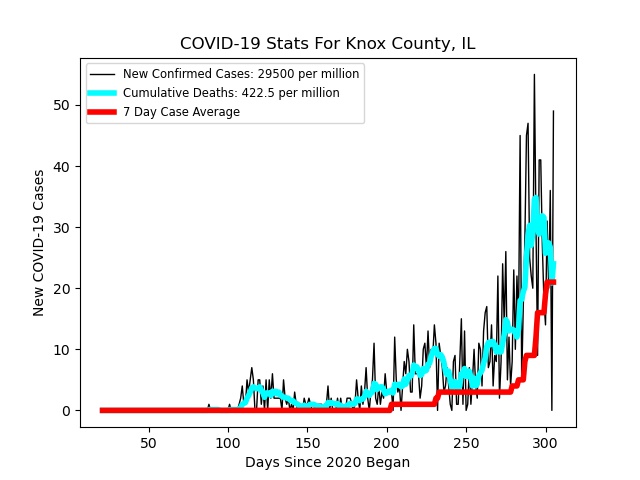 COVID-19 Stats For Knox County, IL
New Confirmed Cases: 29500 per million
Cumulative Deaths: 422.5 per million
7 Day Case Average
New COVID-19 Cases
50
40
30
20
10
0
50 100 150 200 250 300
Days Since 2020 Began